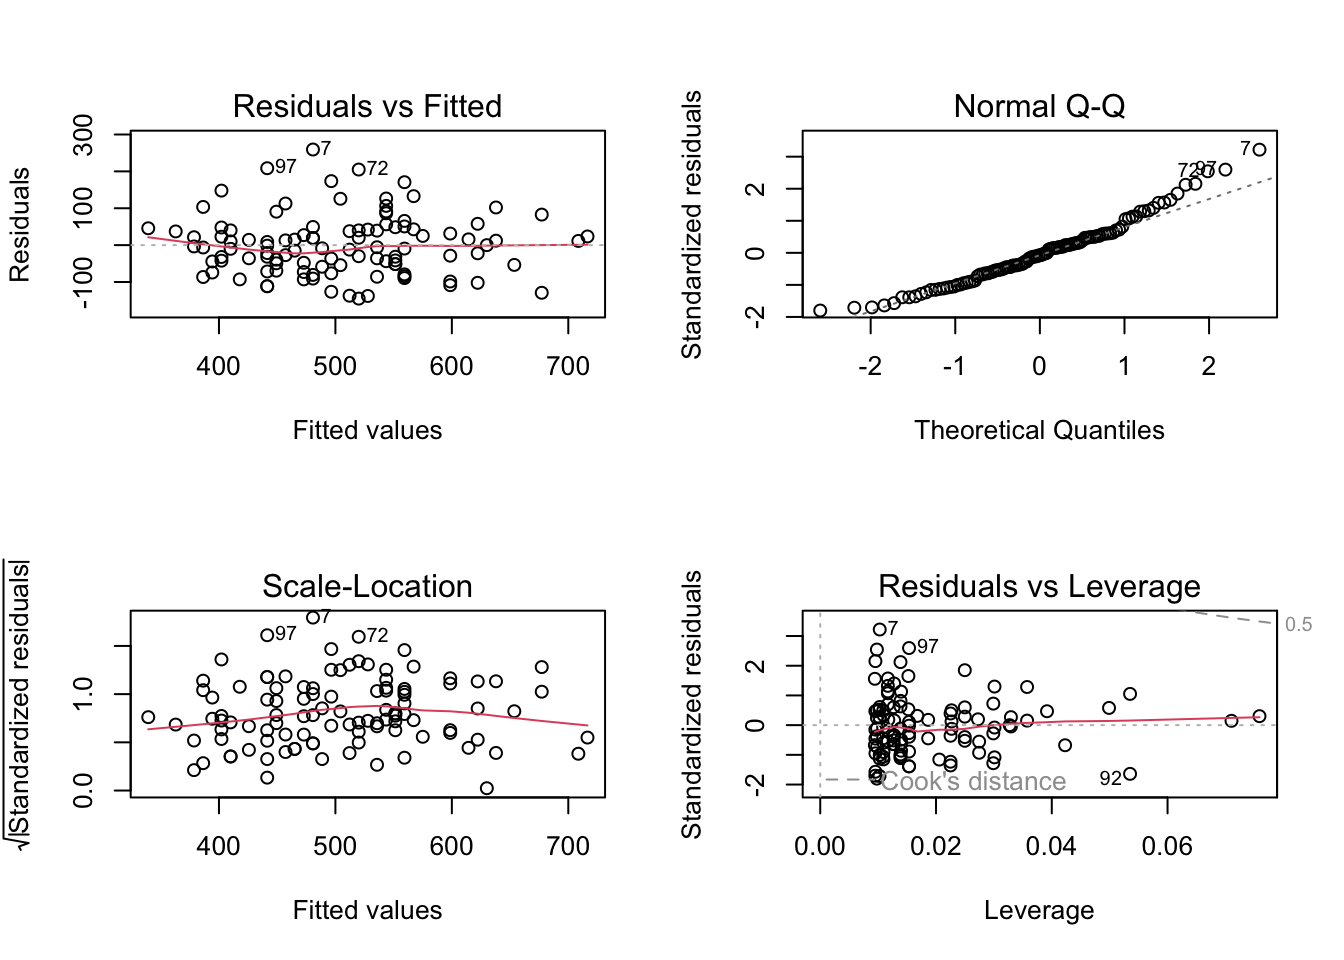 Residuals vs Fitted
Residuals
-100 100 300
97
7
72
400 500 600 700
Fitted values
Normal Q-Q
Standardized residuals
-2 0 2
7
72
97
-2 -1 0 1 2
Theoretical Quantiles
Scale-Location
√|Standardized residuals|
0.0 1.0
97
7
72
400 500 600 700
Fitted values
Residuals vs Leverage
Standardized residuals
-2 0 2
0.5
7
97
Cook's distance
92
0.00 0.02 0.04 0.06
Leverage